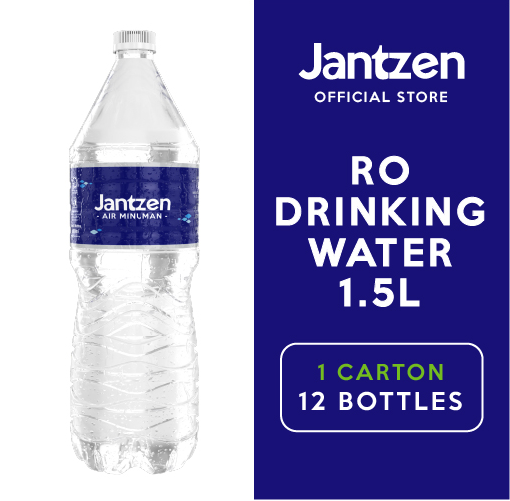 Jantzen
- AIR MINUMAN -
Jantzen
OFFICIAL STORE
RO
DRINKING
WATER
1.5L
1 CARTON
12 BOTTLES